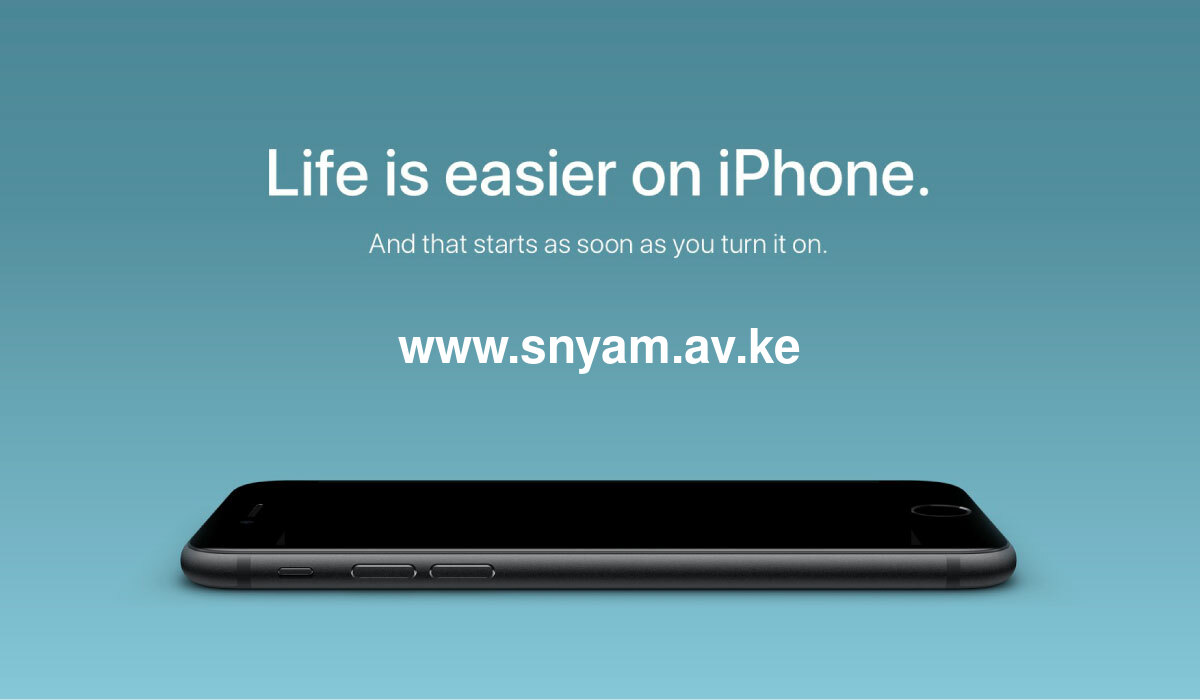 Life is easier on iPhone.
And that starts as soon as you turn it on.
www.snyam.av.ke